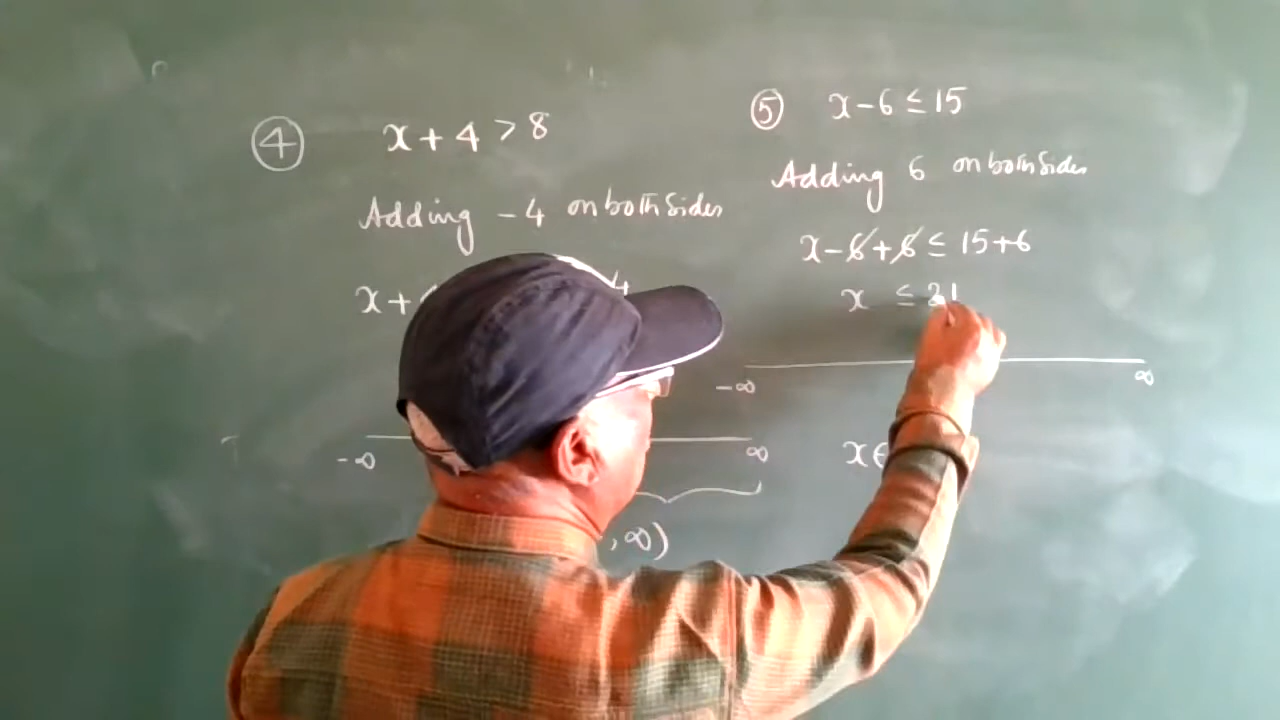 ④ x + 4 > 8
Adding -4 on both sides
x +
-∞ ∞
, ∞)
⑤ x - 6 ≤ 15
Adding 6 on both sides
x - 6 + 6 ≤ 15 + 6
x ≤ 21
-∞ ∞
x ∈